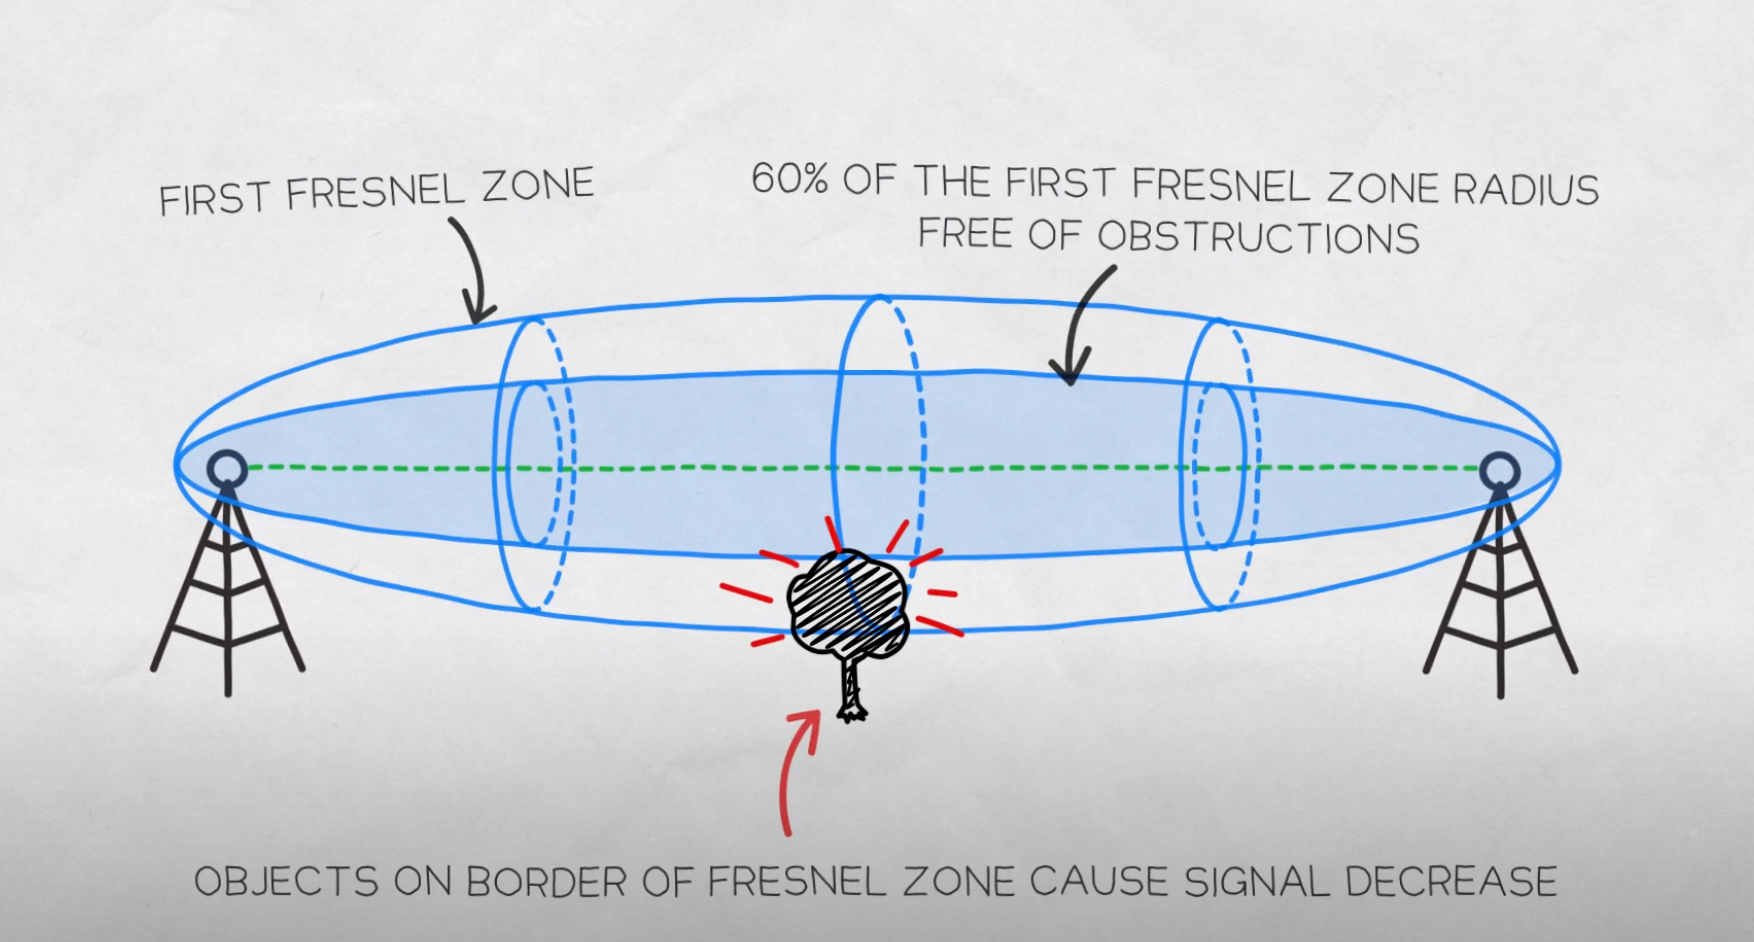 FIRST FRESNEL ZONE
60% OF THE FIRST FRESNEL ZONE RADIUS
FREE OF OBSTRUCTIONS
OBJECTS ON BORDER OF FRESNEL ZONE CAUSE SIGNAL DECREASE